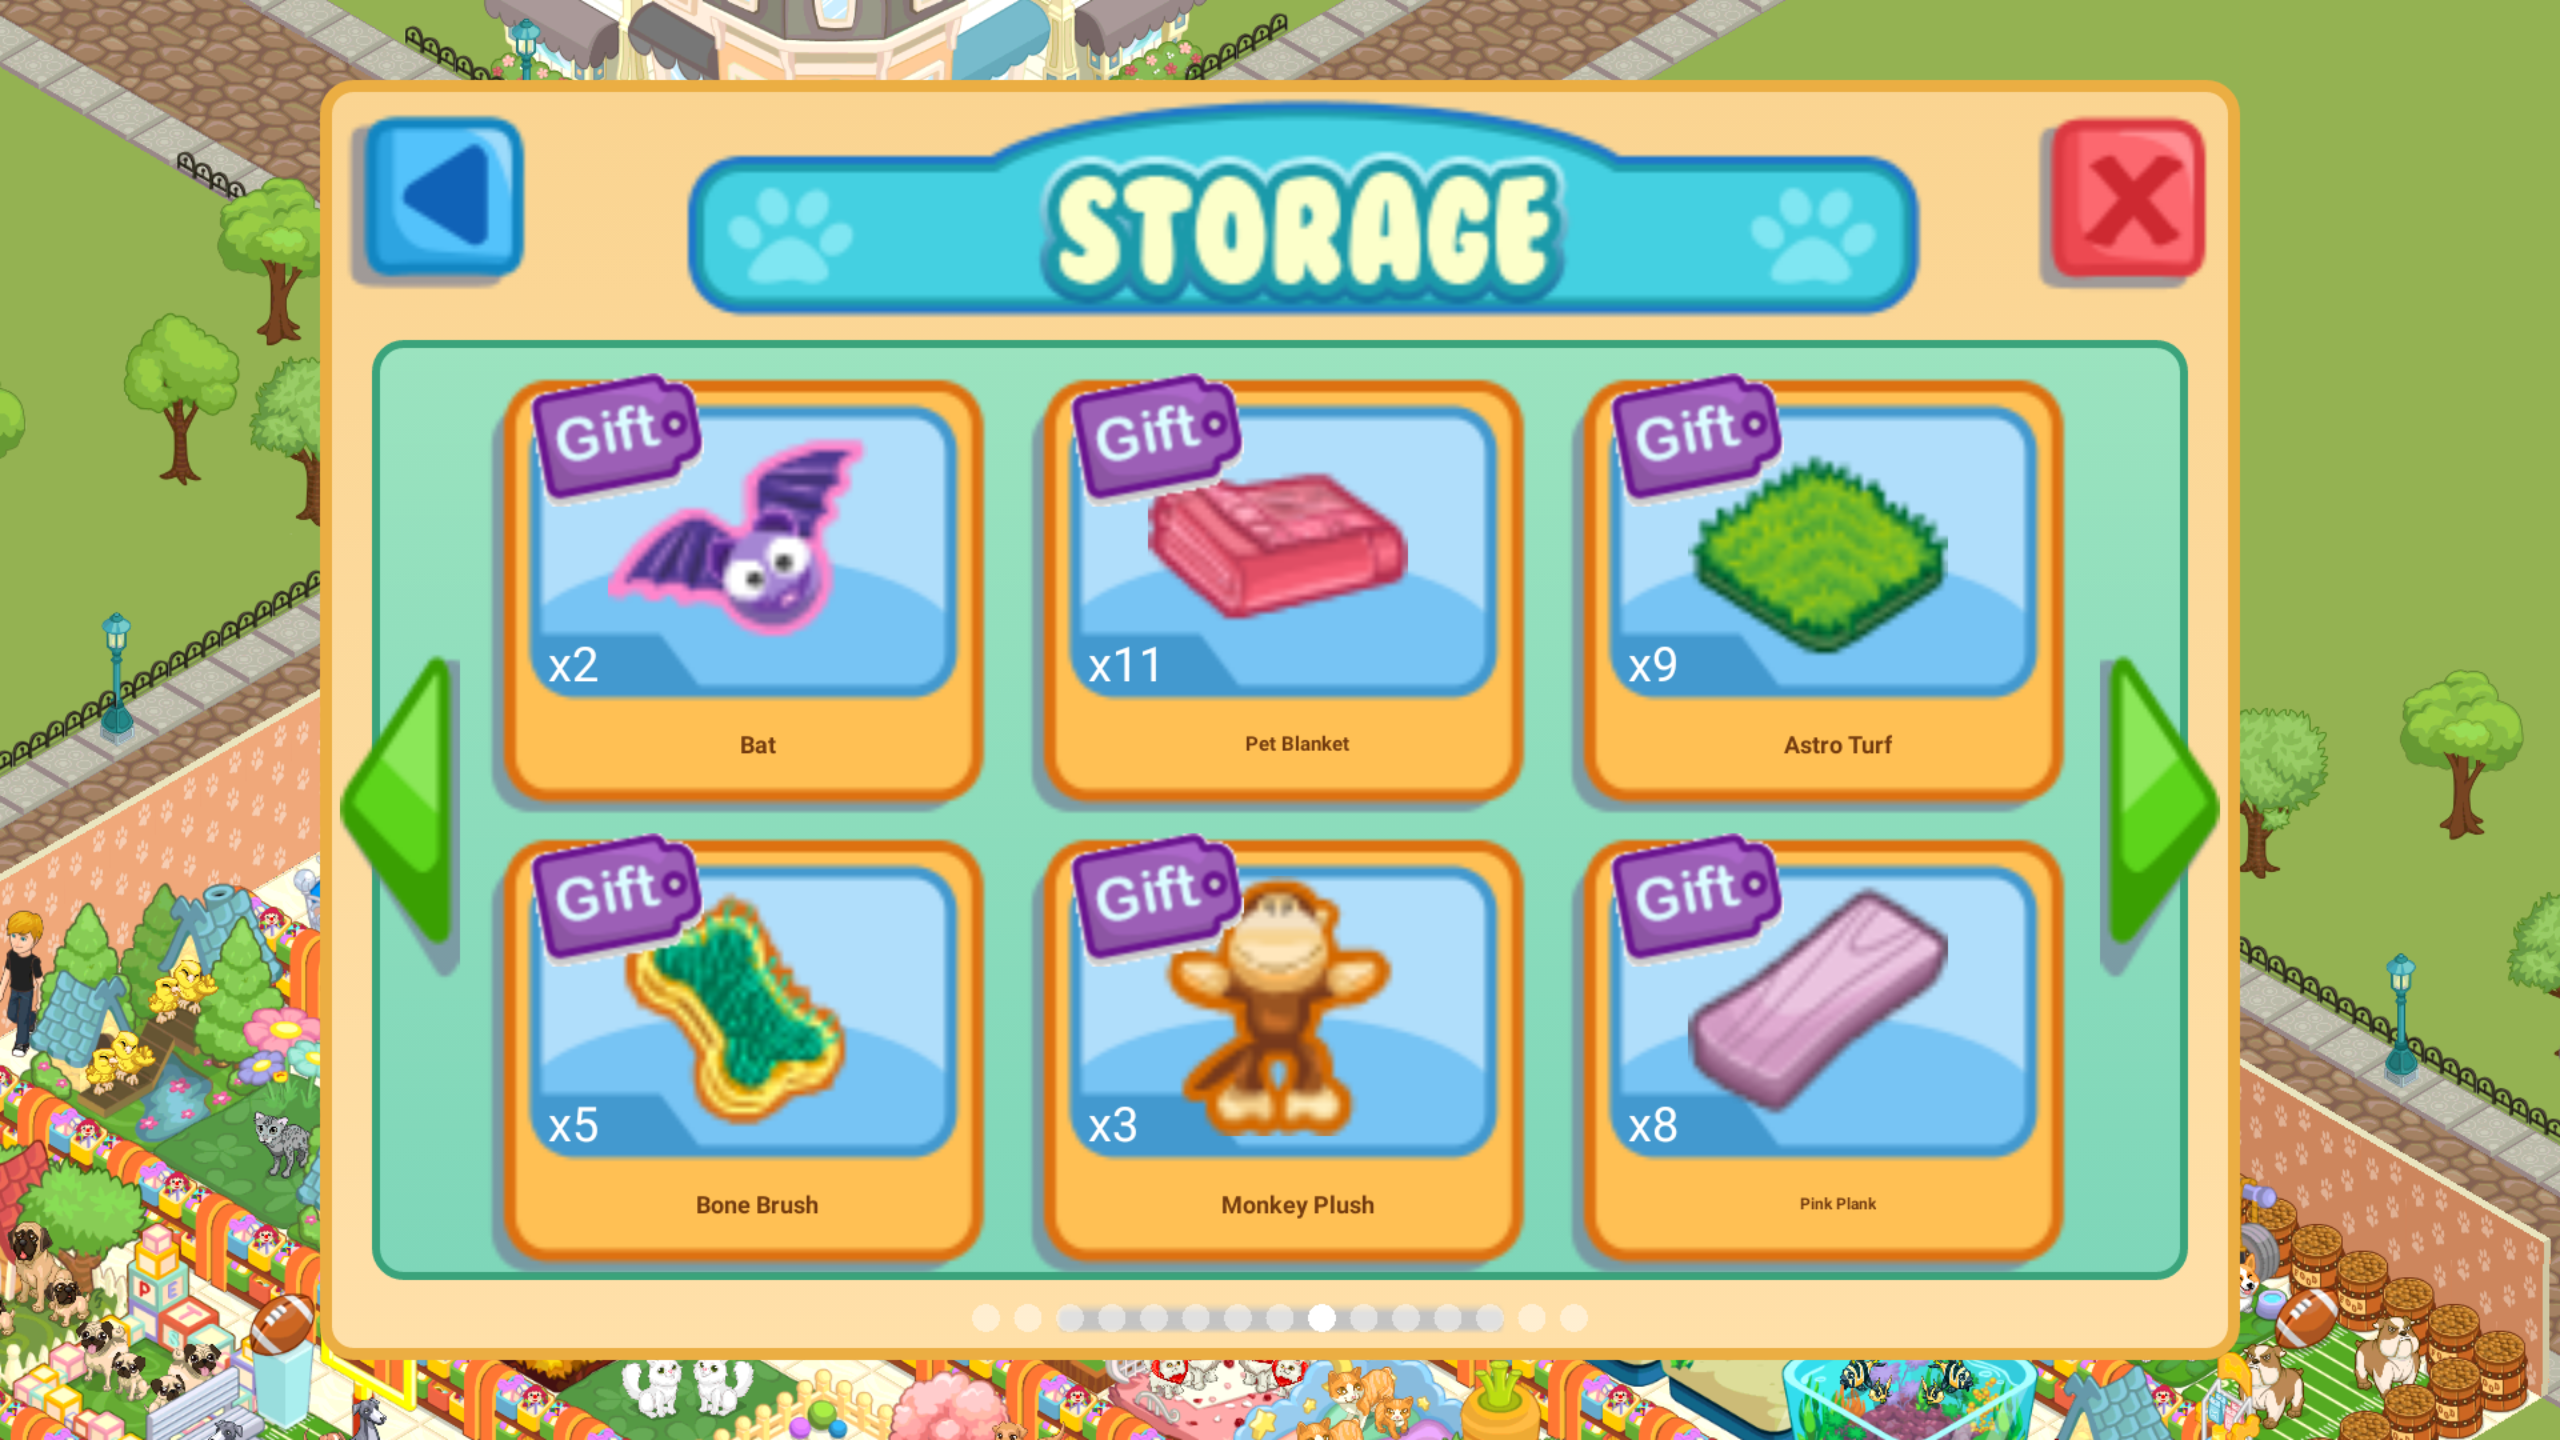 STORAGE
Gift
x2
Bat
Gift
x11
Pet Blanket
Gift
x9
Astro Turf
Gift
x5
Bone Brush
Gift
x3
Monkey Plush
Gift
x8
Pink Plank
P
E
T